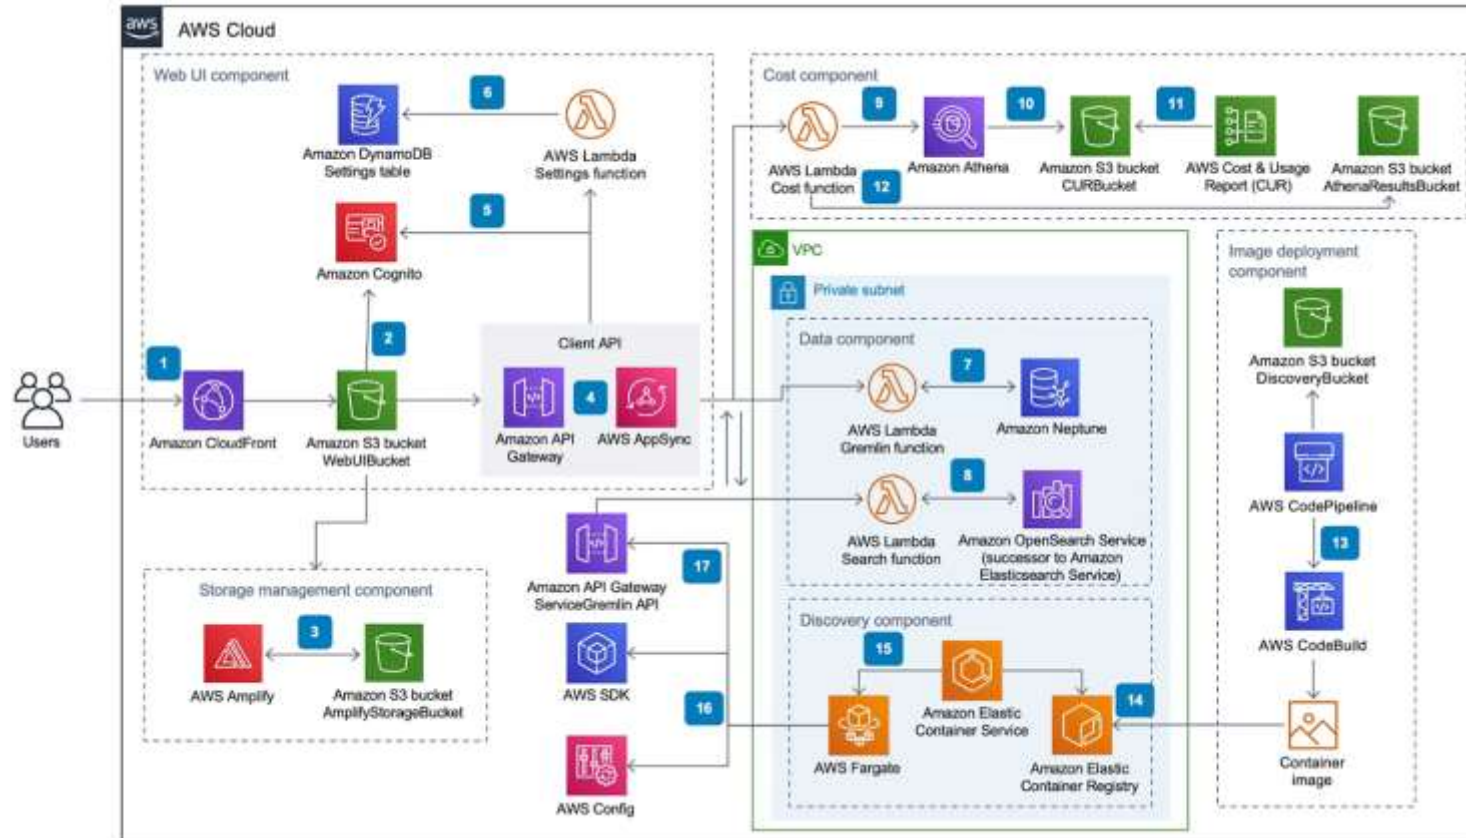 aws
AWS Cloud
Web UI component
6
Amazon DynamoDB
Settings table
AWS Lambda
Settings function
5
Amazon Cognito
2
1
Users
Amazon CloudFront
Amazon S3 bucket
WebUIBucket
Client API
4
Amazon API
Gateway
AWS AppSync
Storage management component
3
AWS Amplify
Amazon S3 bucket
AmplifyStorageBucket
Cost component
9
10
11
AWS Lambda
Cost function
12
Amazon Athena
Amazon S3 bucket
CURBucket
AWS Cost & Usage
Report (CUR)
Amazon S3 bucket
AthenaResultsBucket
VPC
Private subnet
Data component
7
AWS Lambda
Gremlin function
Amazon Neptune
8
AWS Lambda
Search function
Amazon OpenSearch Service
(successor to Amazon
Elasticsearch Service)
17
Amazon API Gateway
ServiceGremlin API
AWS SDK
16
AWS Config
Discovery component
15
Amazon Elastic
Container Service
14
AWS Fargate
Amazon Elastic
Container Registry
Image deployment
component
Amazon S3 bucket
DiscoveryBucket
AWS CodePipeline
13
AWS CodeBuild
Container
image